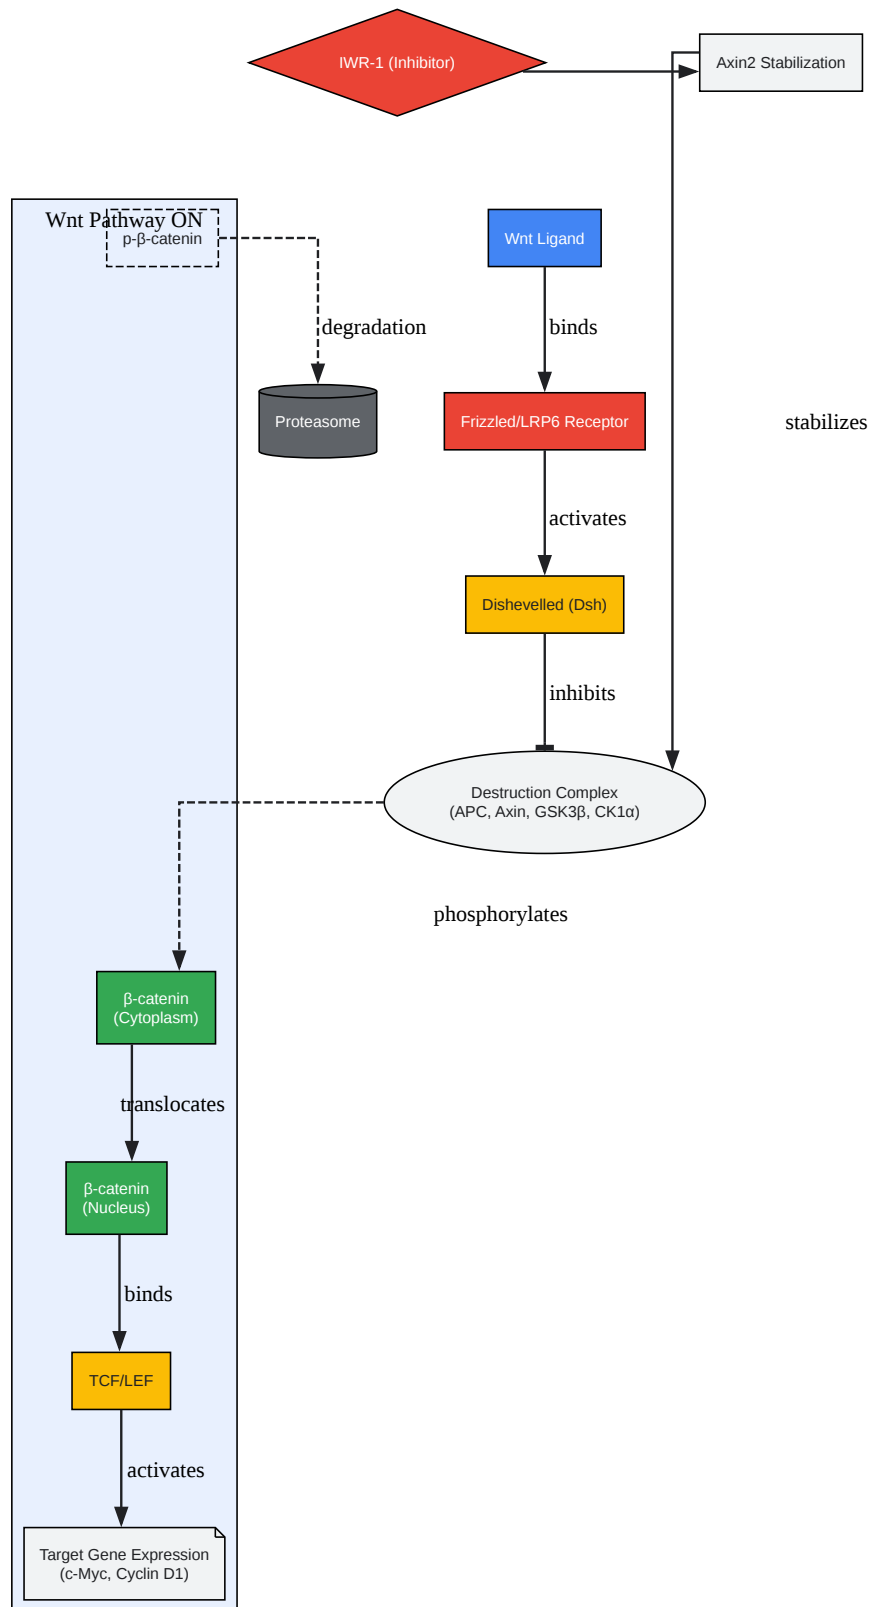 IWR-1 (Inhibitor)
Axin2 Stabilization
Wnt Pathway ON
p-β-catenin
Wnt Ligand
degradation
binds
Proteasome
Frizzled/LRP6 Receptor
stabilizes
activates
Dishevelled (Dsh)
inhibits
Destruction Complex
(APC, Axin, GSK3β, CK1α)
phosphorylates
β-catenin
(Cytoplasm)
translocates
β-catenin
(Nucleus)
binds
TCF/LEF
activates
Target Gene Expression
(c-Myc, Cyclin D1)